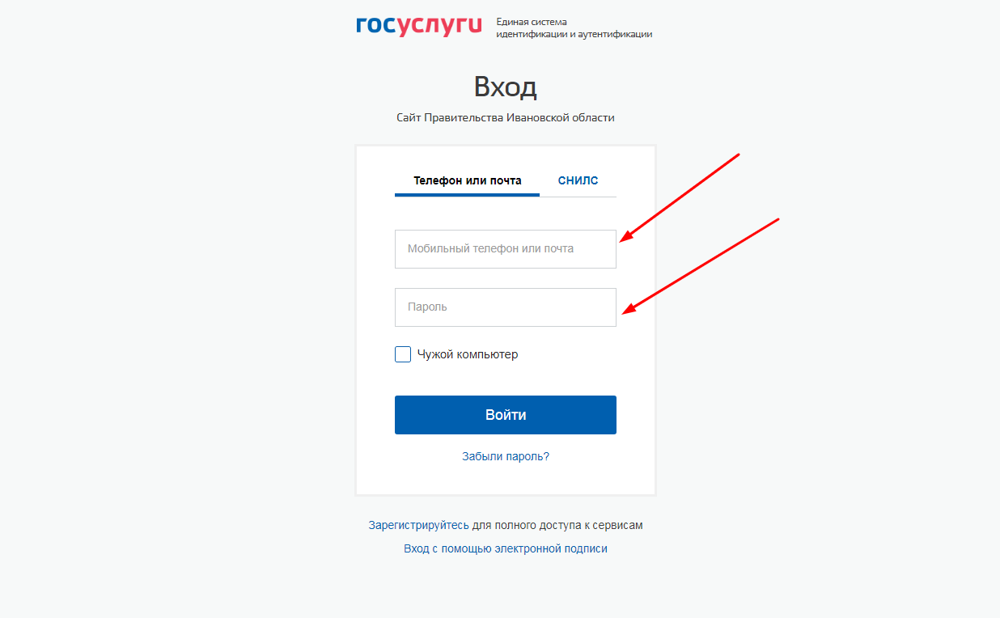 госуслуги
Единая система
идентификации и аутентификации
Вход
Сайт Правительства Ивановской области
Телефон или почта СНИЛС
Мобильный телефон или почта
Пароль
Чужой компьютер
Войти
Забыли пароль?
Зарегистрируйтесь для полного доступа к сервисам
Вход с помощью электронной подписи